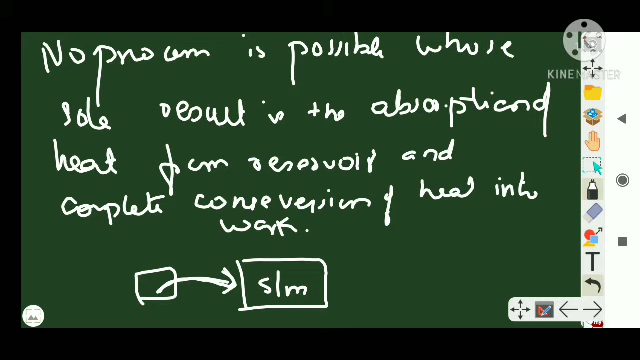 No process is possible whose
sole result is the absorption of
heat from reservoir and
complete conversion of heat into
work.
s/m
KINEMASTER
T